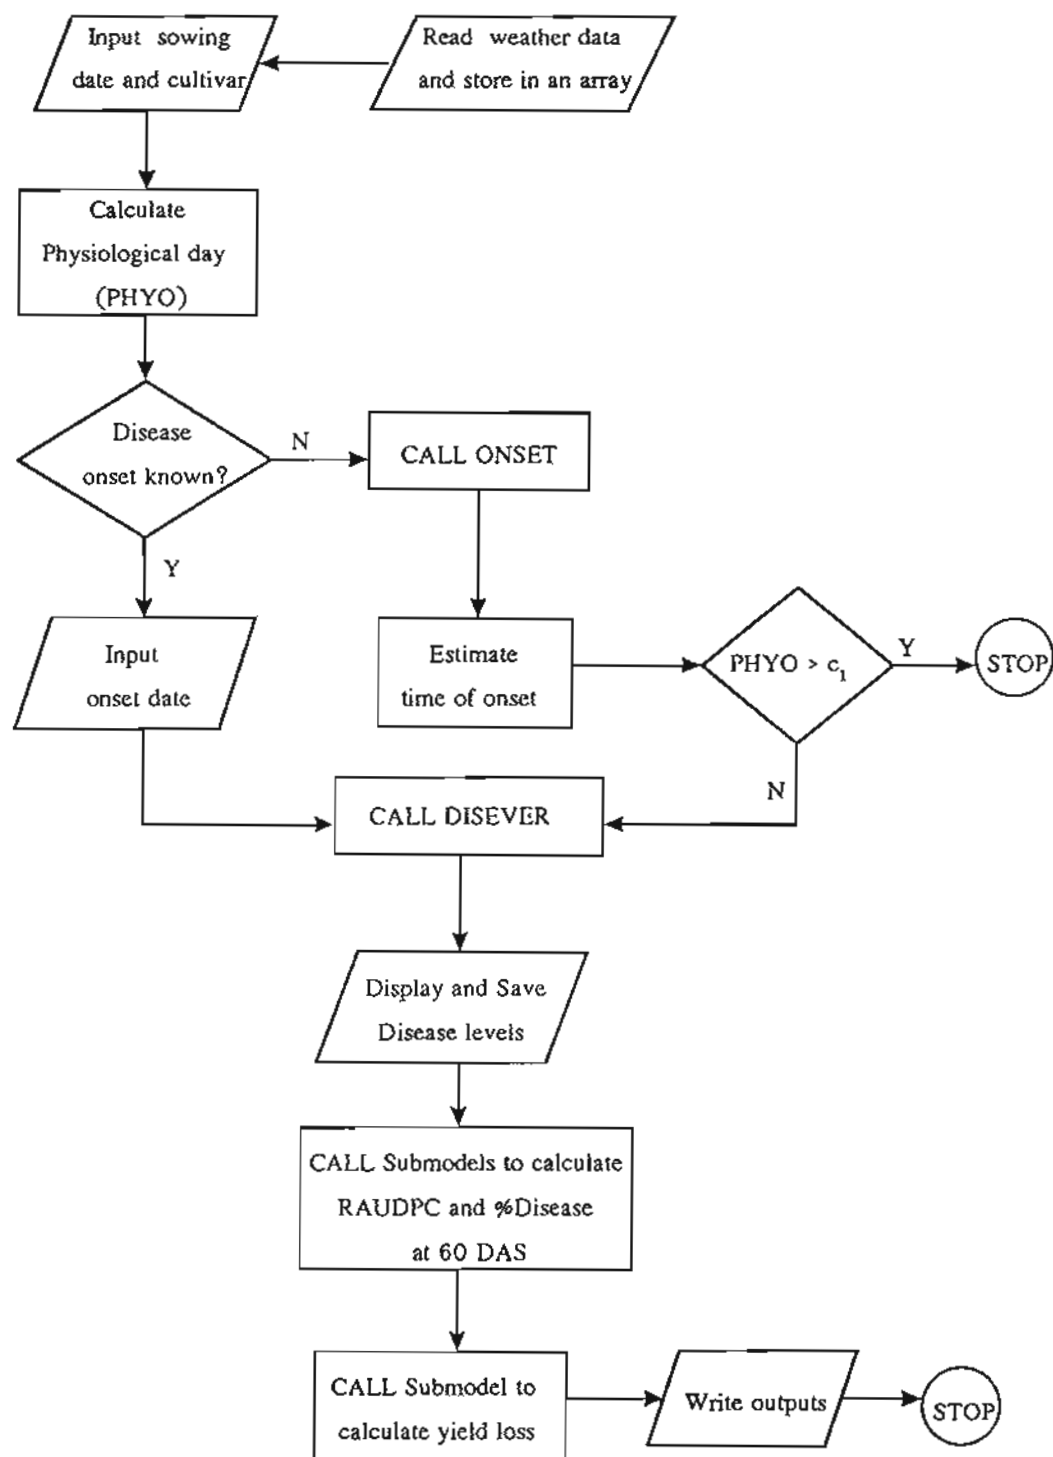 Input sowing
date and cultivar
Read weather data
and store in an array
Calculate
Physiological day
(PHYO)
Disease
onset known?
N
CALL ONSET
Y
Input
onset date
Estimate
time of onset
PHYO > c₁
Y
STOP
N
CALL DISEVER
Display and Save
Disease levels
CALL Submodels to calculate
RAUDPC and %Disease
at 60 DAS
CALL Submodel to
calculate yield loss
Write outputs
STOP